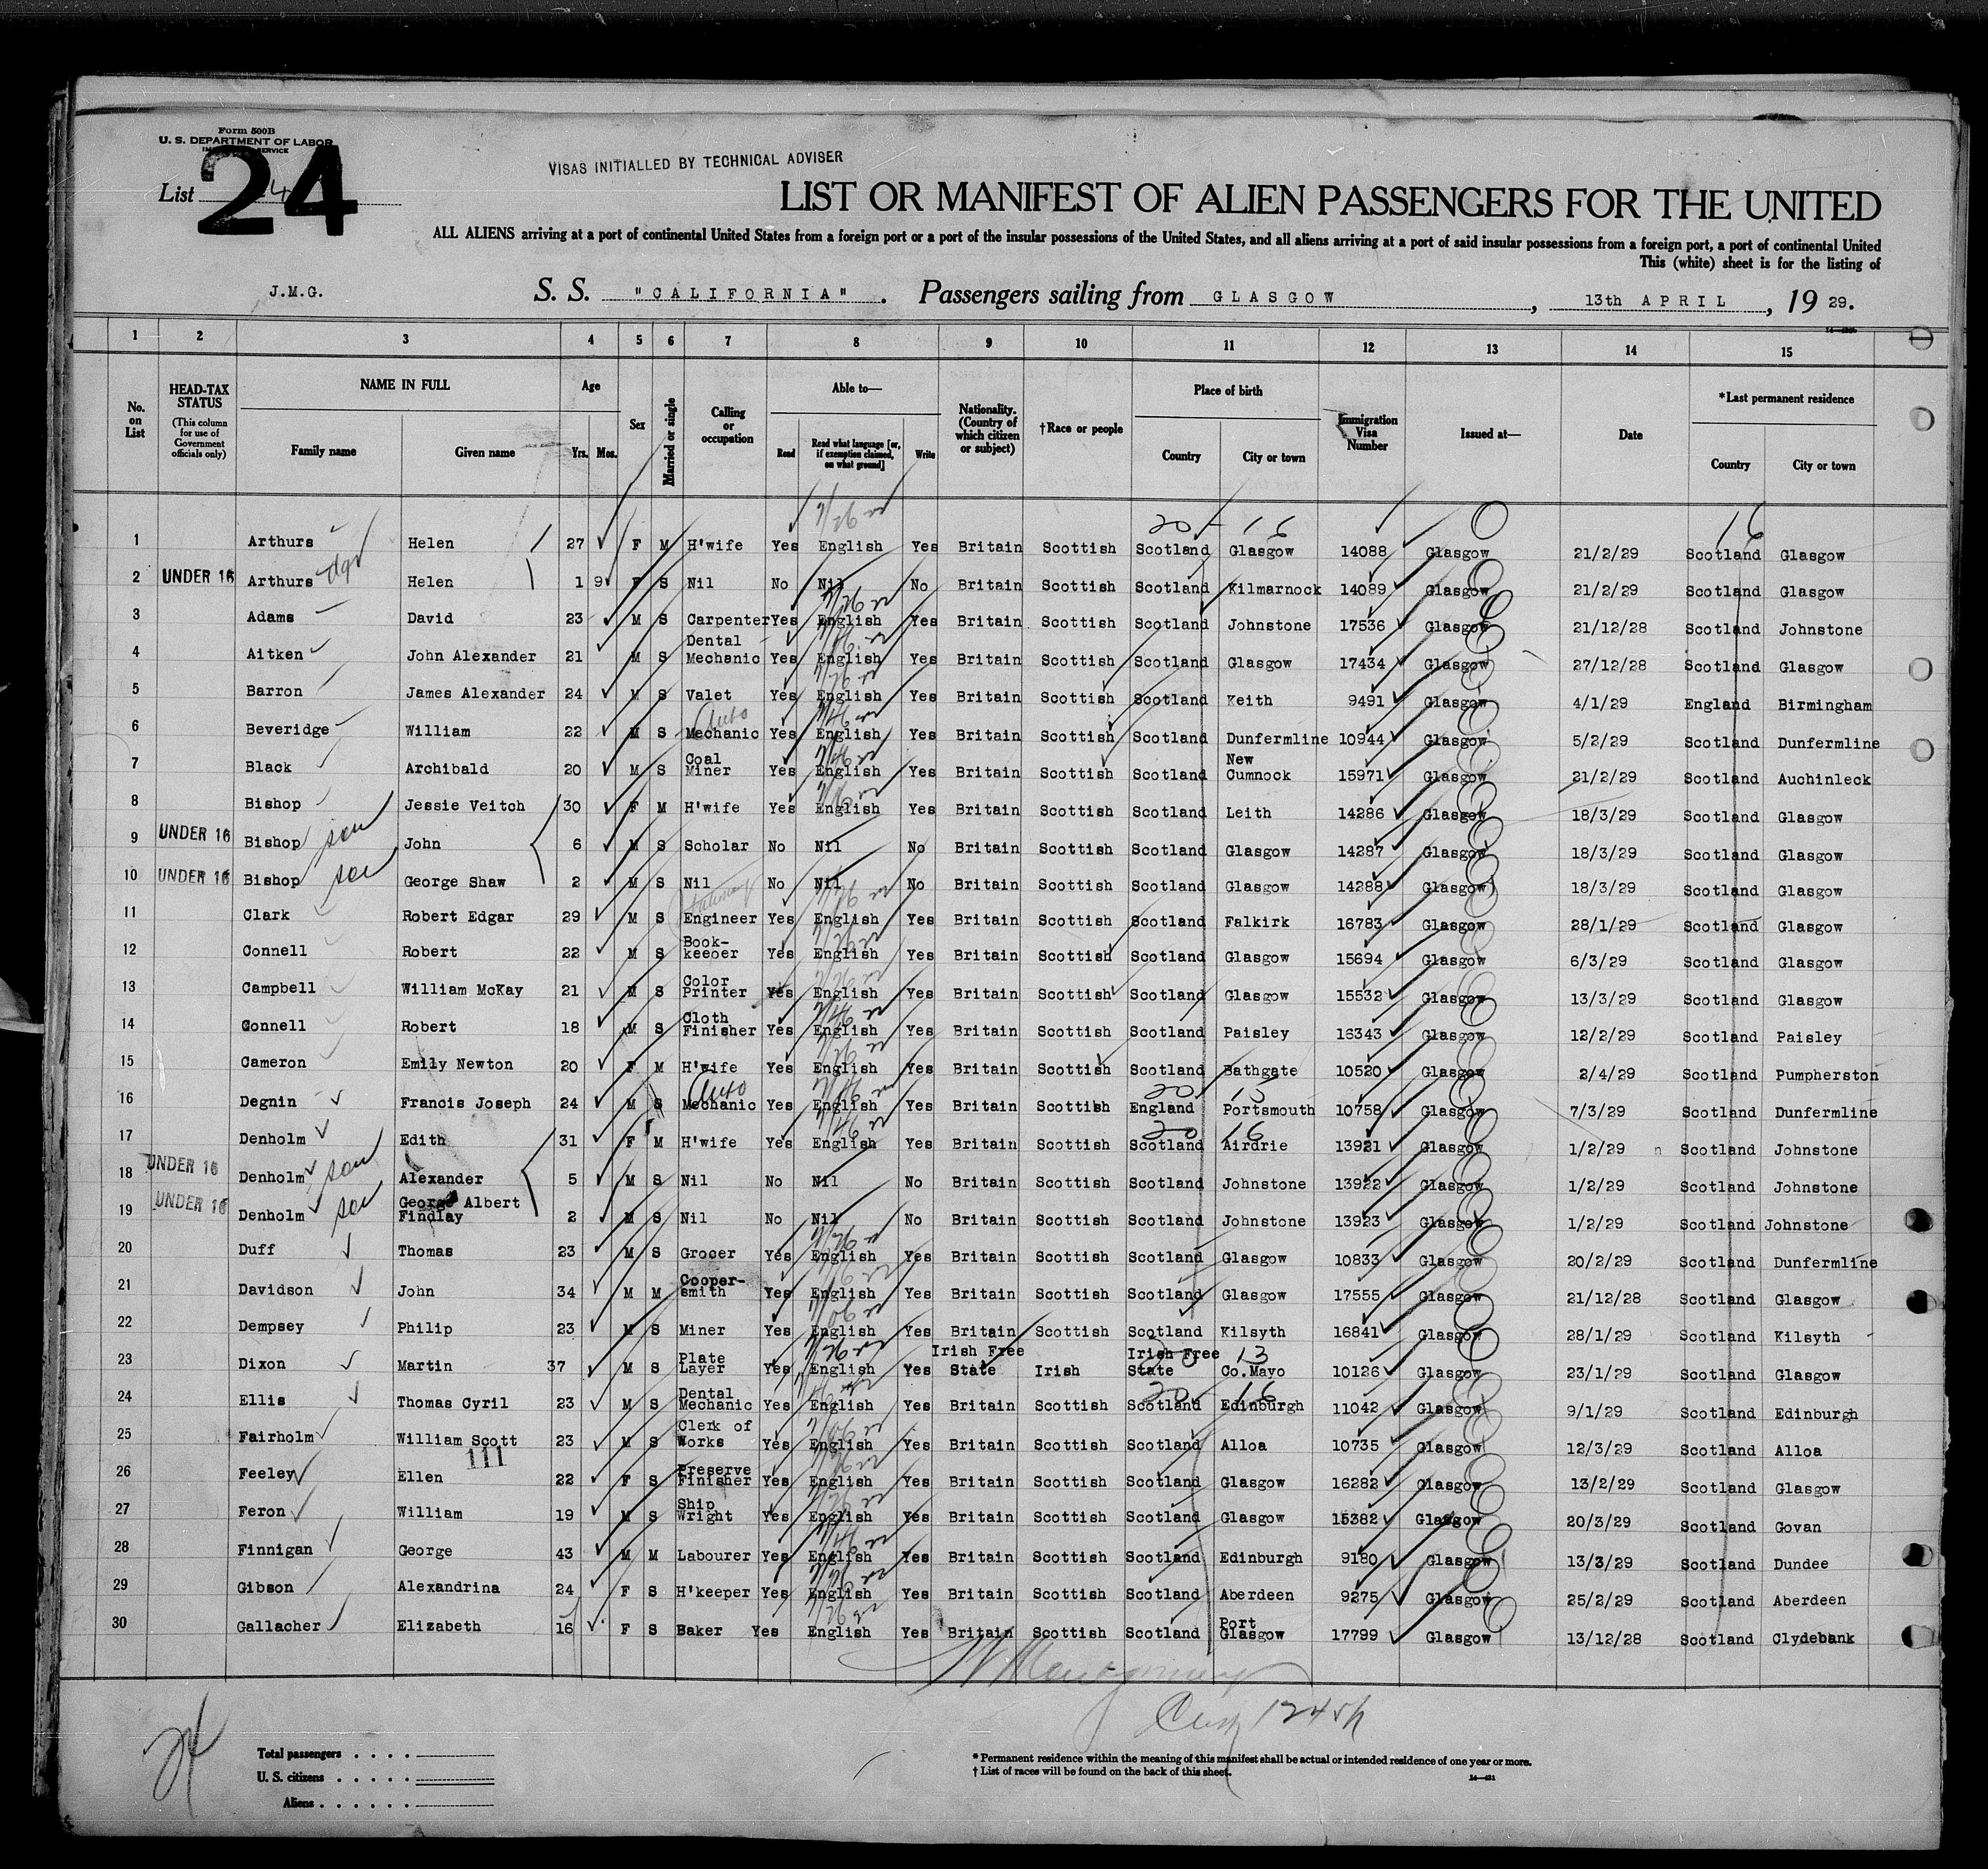 Form 500B
U. S. DEPARTMENT OF LABOR
List 24
VISAS INITIALLED BY TECHNICAL ADVISER
LIST OR MANIFEST OF ALIEN PASSENGERS FOR THE UNITED
ALL ALIENS arriving at a port of continental United States from a foreign port or a port of the insular possessions of the United States, and all aliens arriving at a port of said insular possessions from a foreign port, a port of continental United
This (white) sheet is for the listing of
J.M.G. S. S. "CALIFORNIA". Passengers sailing from GLASGOW, 13th APRIL, 19 29.
1 2 3 4 5 6 7 8 9 10 11 12 13 14 15
No. on List
HEAD-TAX STATUS (This column for use of Government officials only)
NAME IN FULL Family name Given name
Age Yrs. Mos.
Sex
Married or single
Calling or occupation
Able to— Read Read what language [or, if exemption claimed, on what ground] Write
Nationality. (Country of which citizen or subject)
†Race or people
Place of birth Country City or town
Immigration Visa Number
Issued at—
Date
*Last permanent residence Country City or town
20 - 16 16
1 Arthurs Helen 27 F M H'wife Yes English Yes Britain Scottish Scotland Glasgow 14088 Glasgow 21/2/29 Scotland Glasgow
2 UNDER 16 Arthurs dgr Helen 1 9 F S Nil No Nil No Britain Scottish Scotland Kilmarnock 14089 Glasgow 21/2/29 Scotland Glasgow
3 Adams David 23 M S Carpenter Yes English Yes Britain Scottish Scotland Johnstone 17536 Glasgow 21/12/28 Scotland Johnstone
4 Aitken John Alexander 21 M S Dental Mechanic Yes English Yes Britain Scottish Scotland Glasgow 17434 Glasgow 27/12/28 Scotland Glasgow
5 Barron James Alexander 24 M S Valet Yes English Yes Britain Scottish Scotland Keith 9491 Glasgow 4/1/29 England Birmingham
6 Beveridge William 22 M S Auto Mechanic Yes English Yes Britain Scottish Scotland Dunfermline 10944 Glasgow 5/2/29 Scotland Dunfermline
7 Black Archibald 20 M S Coal Miner Yes English Yes Britain Scottish Scotland New Cumnock 15971 Glasgow 21/2/29 Scotland Auchinleck
8 Bishop Jessie Veitch 30 F M H'wife Yes English Yes Britain Scottish Scotland Leith 14286 Glasgow 18/3/29 Scotland Glasgow
9 UNDER 16 Bishop son John 6 M S Scholar No Nil No Britain Scottish Scotland Glasgow 14287 Glasgow 18/3/29 Scotland Glasgow
10 UNDER 16 Bishop son George Shaw 2 M S Nil No Nil No Britain Scottish Scotland Glasgow 14288 Glasgow 18/3/29 Scotland Glasgow
11 Clark Robert Edgar 29 M S Engineer Yes English Yes Britain Scottish Scotland Falkirk 16783 Glasgow 28/1/29 Scotland Glasgow
12 Connell Robert 22 M S Book-keeper Yes English Yes Britain Scottish Scotland Glasgow 15694 Glasgow 6/3/29 Scotland Glasgow
13 Campbell William McKay 21 M S Color Printer Yes English Yes Britain Scottish Scotland Glasgow 15532 Glasgow 13/3/29 Scotland Glasgow
14 Connell Robert 18 M S Cloth Finisher Yes English Yes Britain Scottish Scotland Paisley 16343 Glasgow 12/2/29 Scotland Paisley
15 Cameron Emily Newton 20 F M H'wife Yes English Yes Britain Scottish Scotland Bathgate 10520 Glasgow 2/4/29 Scotland Pumpherston
20 15
16 Degnin Francis Joseph 24 M S Auto Mechanic Yes English Yes Britain Scottish England Portsmouth 10758 Glasgow 7/3/29 Scotland Dunfermline
20 16
17 Denholm Edith 31 F M H'wife Yes English Yes Britain Scottish Scotland Airdrie 13921 Glasgow 1/2/29 Scotland Johnstone
18 UNDER 16 Denholm son Alexander 5 M S Nil No Nil No Britain Scottish Scotland Johnstone 13922 Glasgow 1/2/29 Scotland Johnstone
19 UNDER 16 Denholm son George Albert Findlay 2 M S Nil No Nil No Britain Scottish Scotland Johnstone 13923 Glasgow 1/2/29 Scotland Johnstone
20 Duff Thomas 23 M S Grocer Yes English Yes Britain Scottish Scotland Glasgow 10833 Glasgow 20/2/29 Scotland Dunfermline
21 Davidson John 34 M M Cooper-smith Yes English Yes Britain Scottish Scotland Glasgow 17555 Glasgow 21/12/28 Scotland Glasgow
22 Dempsey Philip 23 M S Miner Yes English Yes Britain Scottish Scotland Kilsyth 16841 Glasgow 28/1/29 Scotland Kilsyth
20 13
23 Dixon Martin 37 M S Plate Layer Yes English Yes Irish Free State Irish Irish Free State Co.Mayo 10126 Glasgow 23/1/29 Scotland Glasgow
20 - 16
24 Ellis Thomas Cyril 23 M S Dental Mechanic Yes English Yes Britain Scottish Scotland Edinburgh 11042 Glasgow 9/1/29 Scotland Edinburgh
25 Fairholm William Scott 23 M S Clerk of Works Yes English Yes Britain Scottish Scotland Alloa 10735 Glasgow 12/3/29 Scotland Alloa
111
26 Feeley Ellen 22 F S Preserve Finisher Yes English Yes Britain Scottish Scotland Glasgow 16282 Glasgow 13/2/29 Scotland Glasgow
27 Feron William 19 M S Ship Wright Yes English Yes Britain Scottish Scotland Glasgow 15382 Glasgow 20/3/29 Scotland Govan
28 Finnigan George 43 M M Labourer Yes English Yes Britain Scottish Scotland Edinburgh 9180 Glasgow 13/3/29 Scotland Dundee
29 Gibson Alexandrina 24 F S H'keeper Yes English Yes Britain Scottish Scotland Aberdeen 9275 Glasgow 25/2/29 Scotland Aberdeen
30 Gallacher Elizabeth 16 F S Baker Yes English Yes Britain Scottish Scotland Port Glasgow 17799 Glasgow 13/12/28 Scotland Clydebank
24
Total passengers . . . .
U. S. citizens . . . . .
Aliens . . . . . .
* Permanent residence within the meaning of this manifest shall be actual or intended residence of one year or more.
† List of races will be found on the back of this sheet.